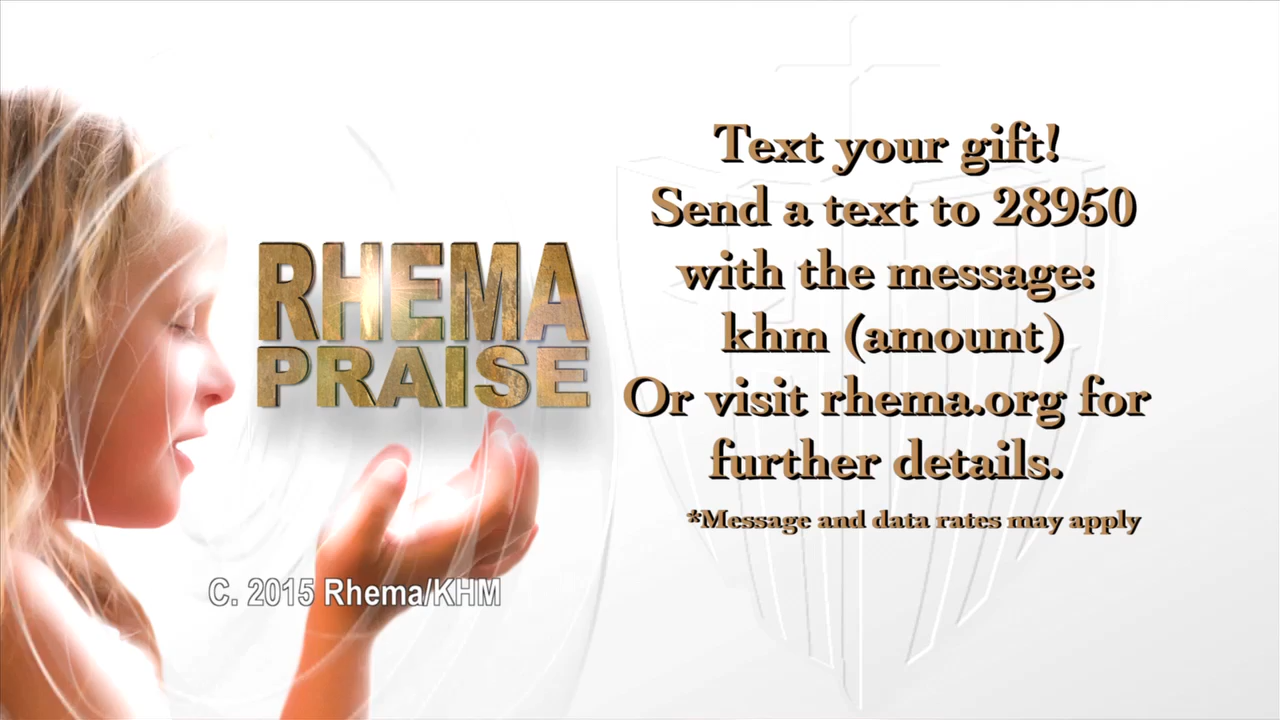 RHEMA
PRAISE
C. 2015 Rhema/KHM
Text your gift!
Send a text to 28950
with the message:
khm (amount)
Or visit rhema.org for
further details.
*Message and data rates may apply